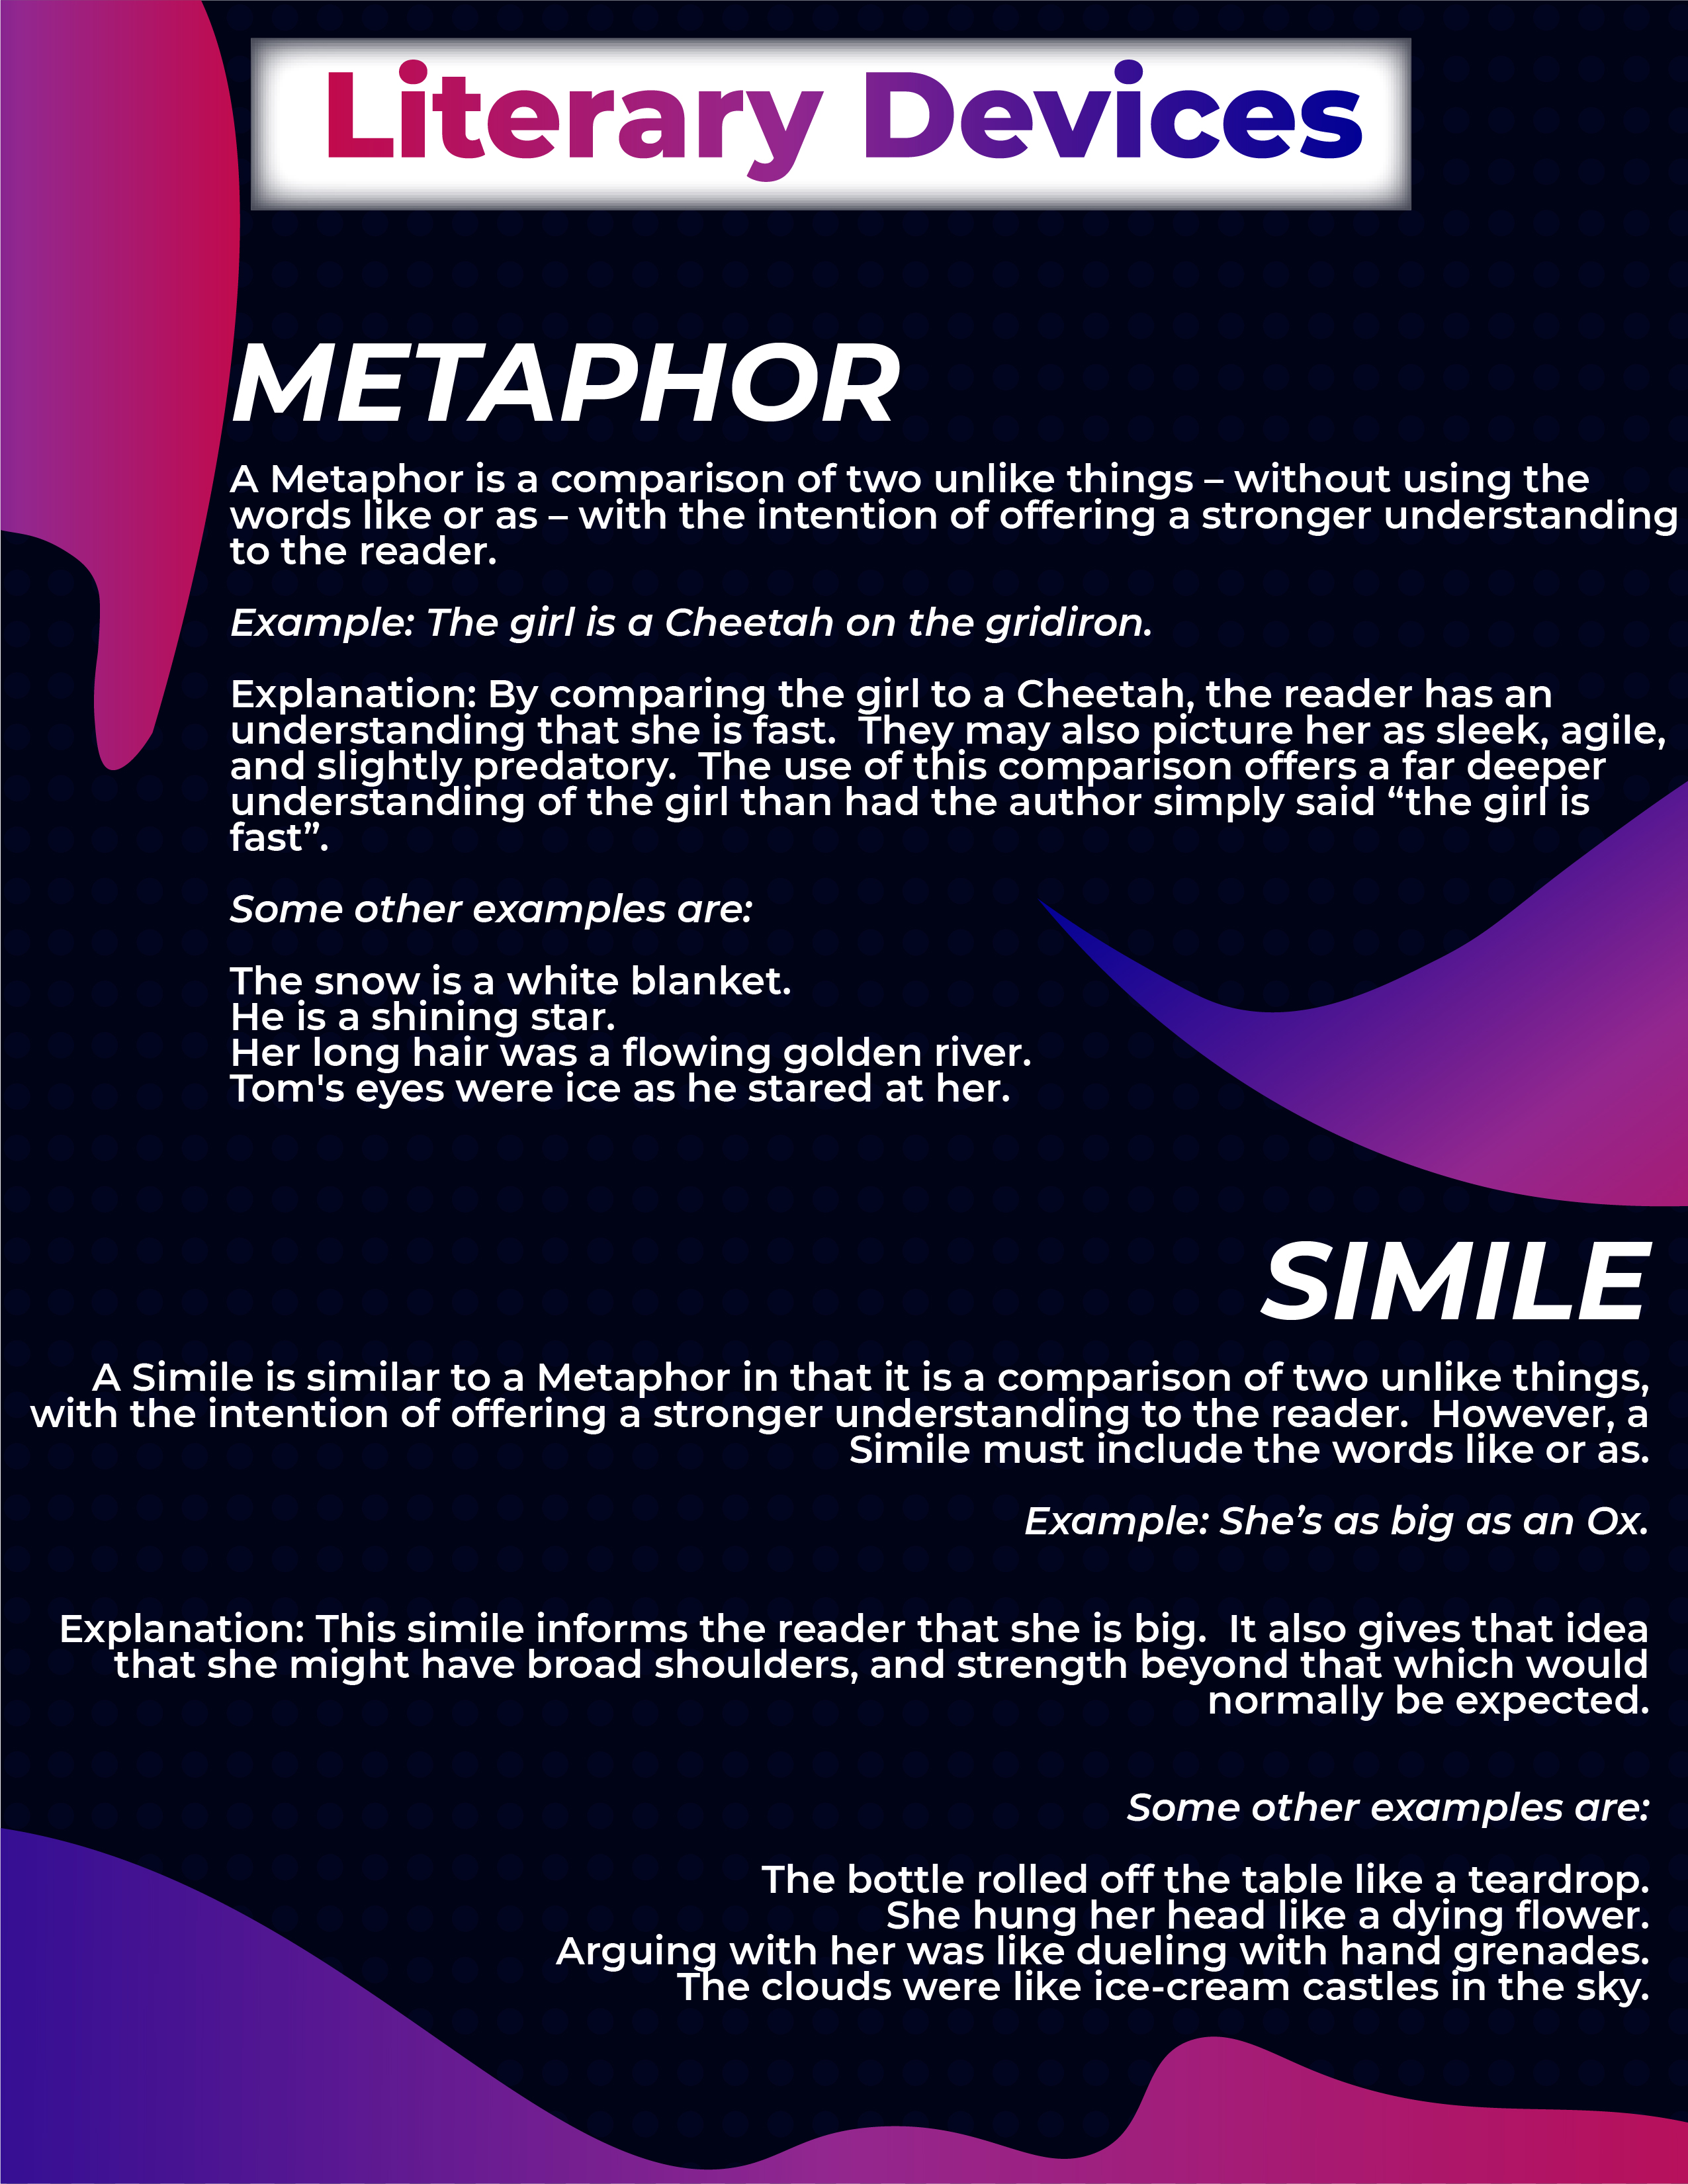 Literary Devices
METAPHOR
A Metaphor is a comparison of two unlike things – without using the
words like or as – with the intention of offering a stronger understanding
to the reader.
Example: The girl is a Cheetah on the gridiron.
Explanation: By comparing the girl to a Cheetah, the reader has an
understanding that she is fast.  They may also picture her as sleek, agile,
and slightly predatory.  The use of this comparison offers a far deeper
understanding of the girl than had the author simply said “the girl is
fast”.
Some other examples are:
The snow is a white blanket.
He is a shining star.
Her long hair was a flowing golden river.
Tom's eyes were ice as he stared at her.
SIMILE
A Simile is similar to a Metaphor in that it is a comparison of two unlike things,
with the intention of offering a stronger understanding to the reader.  However, a
Simile must include the words like or as.
Example: She’s as big as an Ox.
Explanation: This simile informs the reader that she is big.  It also gives that idea
that she might have broad shoulders, and strength beyond that which would
normally be expected.
Some other examples are:
The bottle rolled off the table like a teardrop.
She hung her head like a dying flower.
Arguing with her was like dueling with hand grenades.
The clouds were like ice-cream castles in the sky.